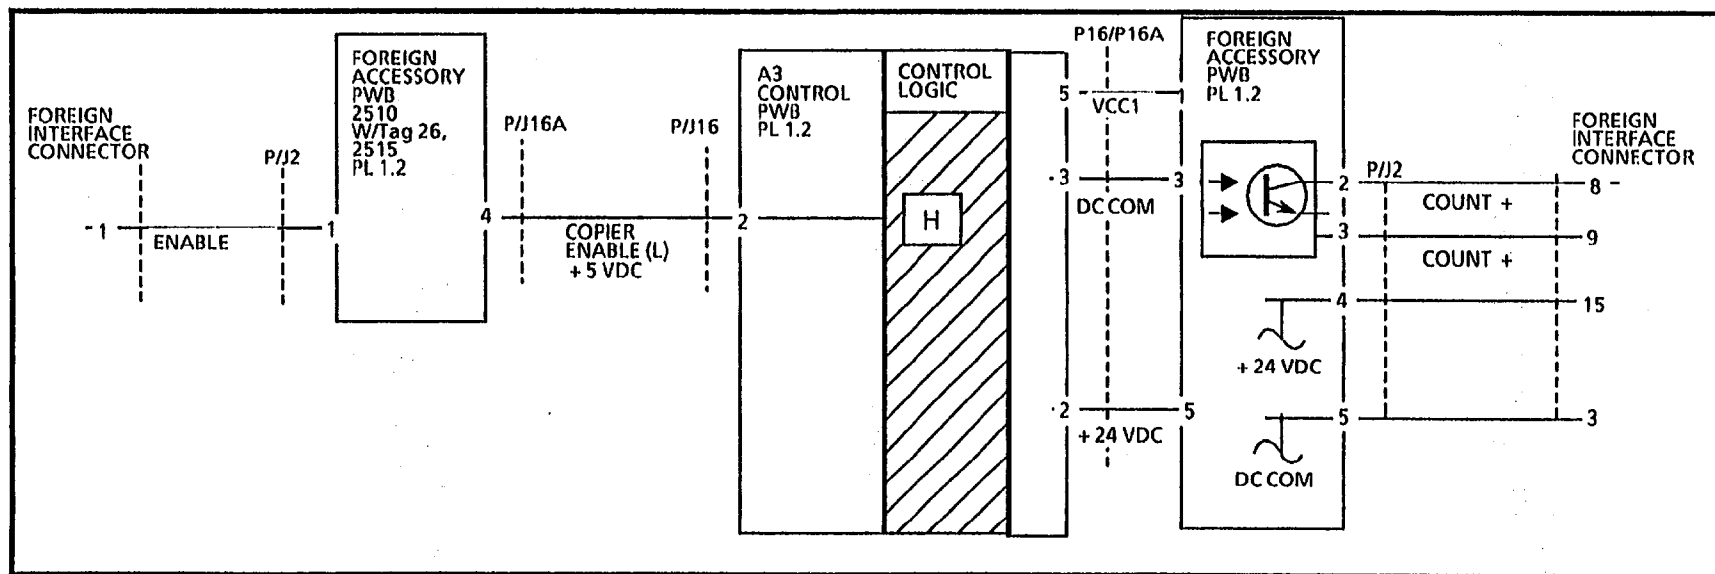 FOREIGN
INTERFACE
CONNECTOR
1
ENABLE
P/J2
1
FOREIGN
ACCESSORY
PWB
2510
W/Tag 26,
2515
PL 1.2
4
P/J16A
COPIER
ENABLE (L)
+ 5 VDC
P/J16
2
A3
CONTROL
PWB
PL 1.2
CONTROL
LOGIC
H
P16/P16A
5
VCC1
3
3
DC COM
2
5
+ 24 VDC
FOREIGN
ACCESSORY
PWB
PL 1.2
2
3
4
+ 24 VDC
5
DC COM
P/J2
COUNT +
COUNT +
FOREIGN
INTERFACE
CONNECTOR
8
9
15
3